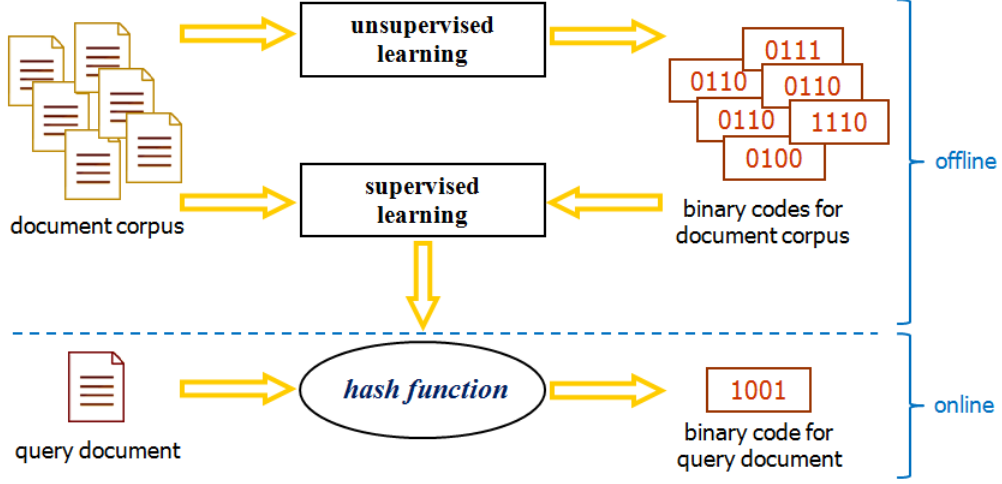 unsupervised
learning
0111
0110
0110
0110
1110
0100
offline
supervised
learning
document corpus
binary codes for
document corpus
hash function
1001
online
query document
binary code for
query document